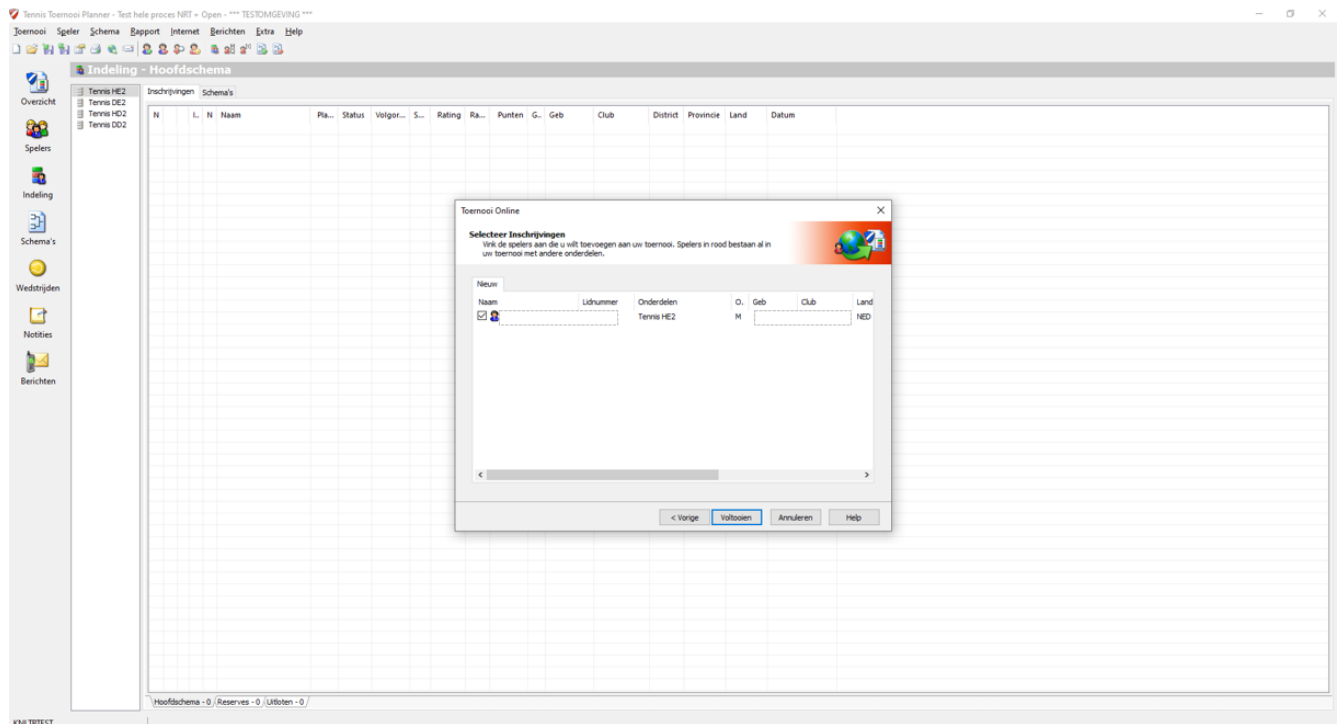 Tennis Toernooi Planner - Test hele proces NRT + Open - *** TESTOMGEVING ***
Toernooi Speler Schema Rapport Internet Berichten Extra Help
Indeling - Hoofdschema
Overzicht
Spelers
Indeling
Schema's
Wedstrijden
Notities
Berichten
Tennis HE2
Tennis DE2
Tennis HD2
Tennis DD2
Inschrijvingen Schema's
N I.. N Naam Pla... Status Volgor... S... Rating Ra... Punten G.. Geb Club District Provincie Land Datum
Toernooi Online
Selecteer Inschrijvingen
Vink de spelers aan die u wilt toevoegen aan uw toernooi. Spelers in rood bestaan al in
uw toernooi met andere onderdelen.
Nieuw
Naam Lidnummer Onderdelen O. Geb Club Land
Tennis HE2 M NED
< Vorige Voltooien Annuleren Help
Hoofdschema - 0 Reserves - 0 Uitloten - 0
KNLTBTEST